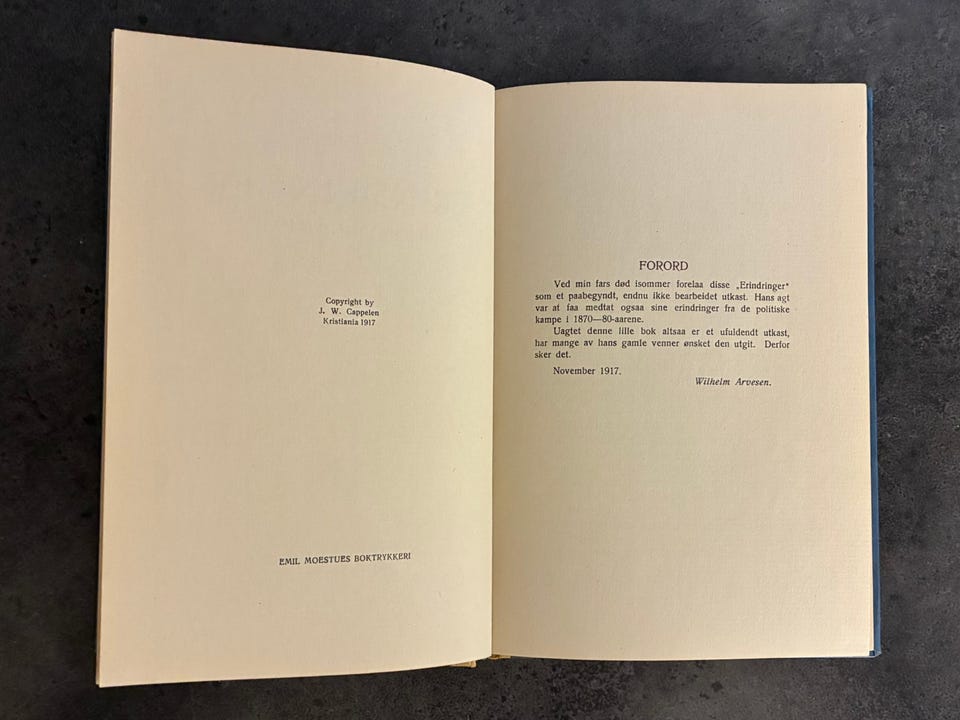 Copyright by
J. W. Cappelen
Kristiania 1917
EMIL MOESTUES BOKTRYKKERI
FORORD
Ved min fars død isommer forelaa disse „Erindringer“
som et paabegyndt, endnu ikke bearbeidet utkast. Hans agt
var at faa medtat ogsaa sine erindringer fra de politiske
kampe i 1870—80-aarene.
Uagtet denne lille bok altsaa er et ufuldendt utkast,
har mange av hans gamle venner ønsket den utgit. Derfor
sker det.
November 1917.
Wilhelm Arvesen.